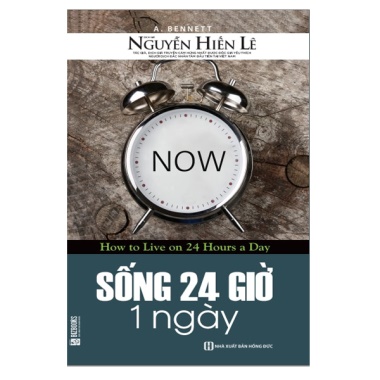 A. BENNETT
NGUYỄN HIẾN LÊ
NOW
How to Live on 24 Hours a Day
SỐNG 24 GIỜ
1 ngày
BIZBOOKS
NHÀ XUẤT BẢN HỒNG ĐỨC